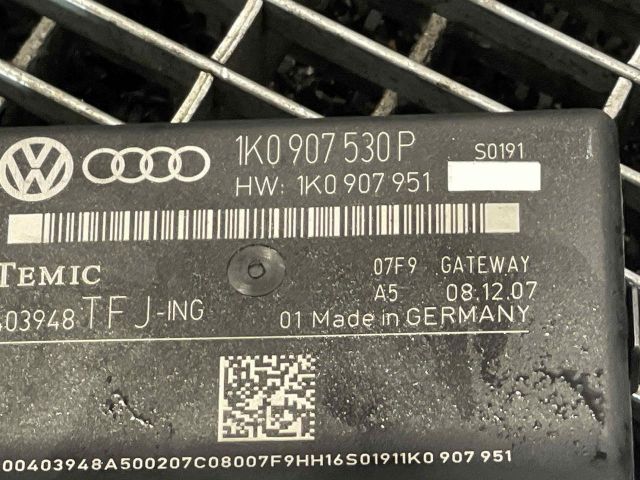 1K0 907 530 P S0191
HW: 1K0 907 951
TEMIC 07F9 GATEWAY
A5 08.12.07
403948 TFJ-ING 01 Made in GERMANY
00403948A500207C08007F9HH16S01911K0 907 951